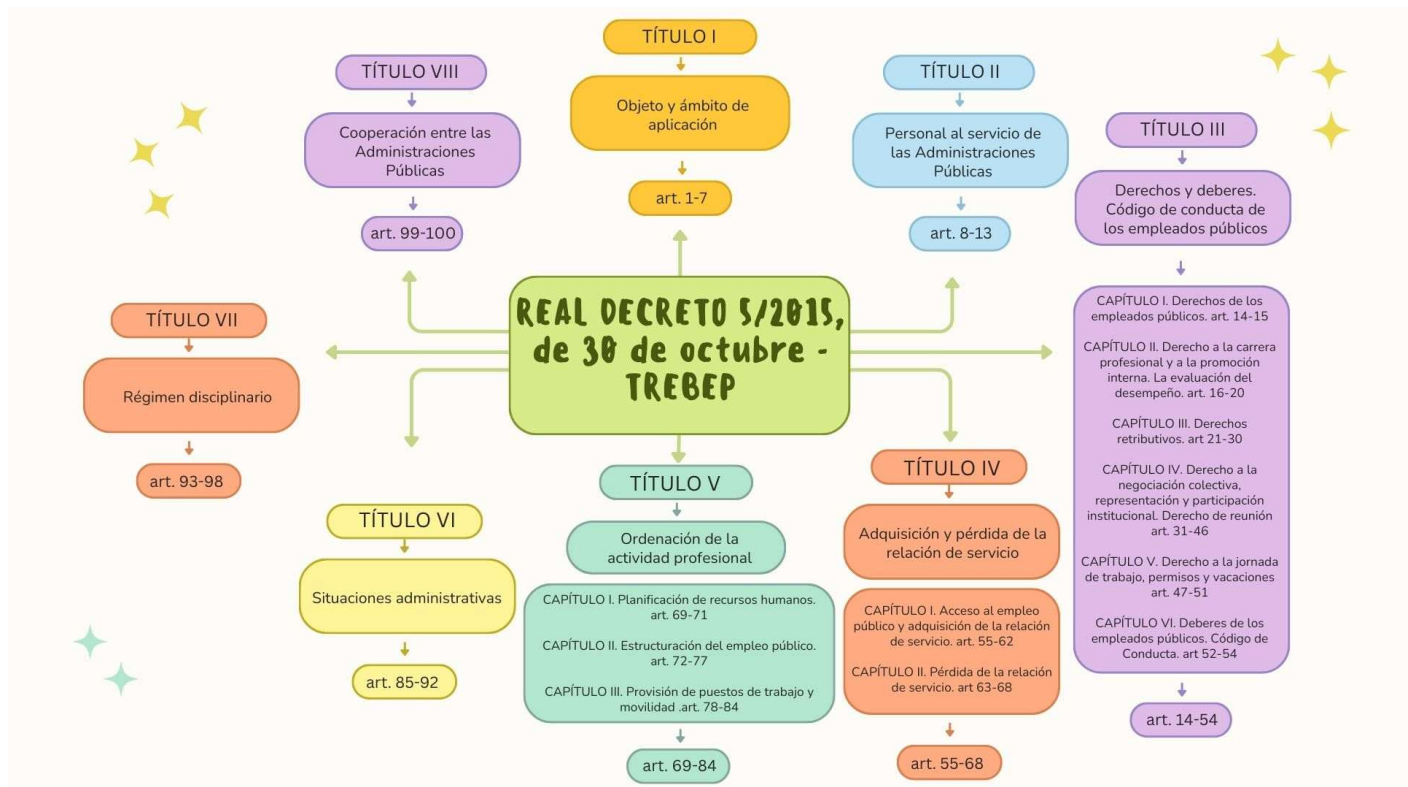 REAL DECRETO 5/2015,
de 30 de octubre -
TREBEP
TÍTULO I
Objeto y ámbito de
aplicación
art. 1-7
TÍTULO II
Personal al servicio de
las Administraciones
Públicas
art. 8-13
TÍTULO III
Derechos y deberes.
Código de conducta de
los empleados públicos
CAPÍTULO I. Derechos de los
empleados públicos. art. 14-15
CAPÍTULO II. Derecho a la carrera
profesional y a la promoción
interna. La evaluación del
desempeño. art. 16-20
CAPÍTULO III. Derechos
retributivos. art 21-30
CAPÍTULO IV. Derecho a la
negociación colectiva,
representación y participación
institucional. Derecho de reunión
art. 31-46
CAPÍTULO V. Derecho a la jornada
de trabajo, permisos y vacaciones
art. 47-51
CAPÍTULO VI. Deberes de los
empleados públicos. Código de
Conducta. art 52-54
art. 14-54
TÍTULO IV
Adquisición y pérdida de la
relación de servicio
CAPÍTULO I. Acceso al empleo
público y adquisición de la relación
de servicio. art. 55-62
CAPÍTULO II. Pérdida de la relación
de servicio. art 63-68
art. 55-68
TÍTULO V
Ordenación de la
actividad profesional
CAPÍTULO I. Planificación de recursos humanos.
art. 69-71
CAPÍTULO II. Estructuración del empleo público.
art. 72-77
CAPÍTULO III. Provisión de puestos de trabajo y
movilidad .art. 78-84
art. 69-84
TÍTULO VI
Situaciones administrativas
art. 85-92
TÍTULO VII
Régimen disciplinario
art. 93-98
TÍTULO VIII
Cooperación entre las
Administraciones
Públicas
art. 99-100